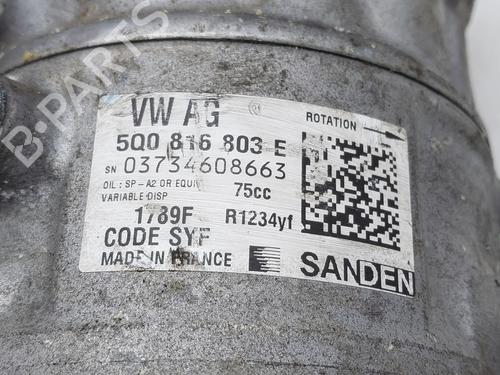 VW AG
ROTATION
5Q0 816 803 E
SN 03734608663
OIL: SP-A2 OR EQUIV
75cc
VARIABLE DISP
1789F R1234yf
CODE SYF
MADE IN FRANCE
SANDEN
B-PARTS